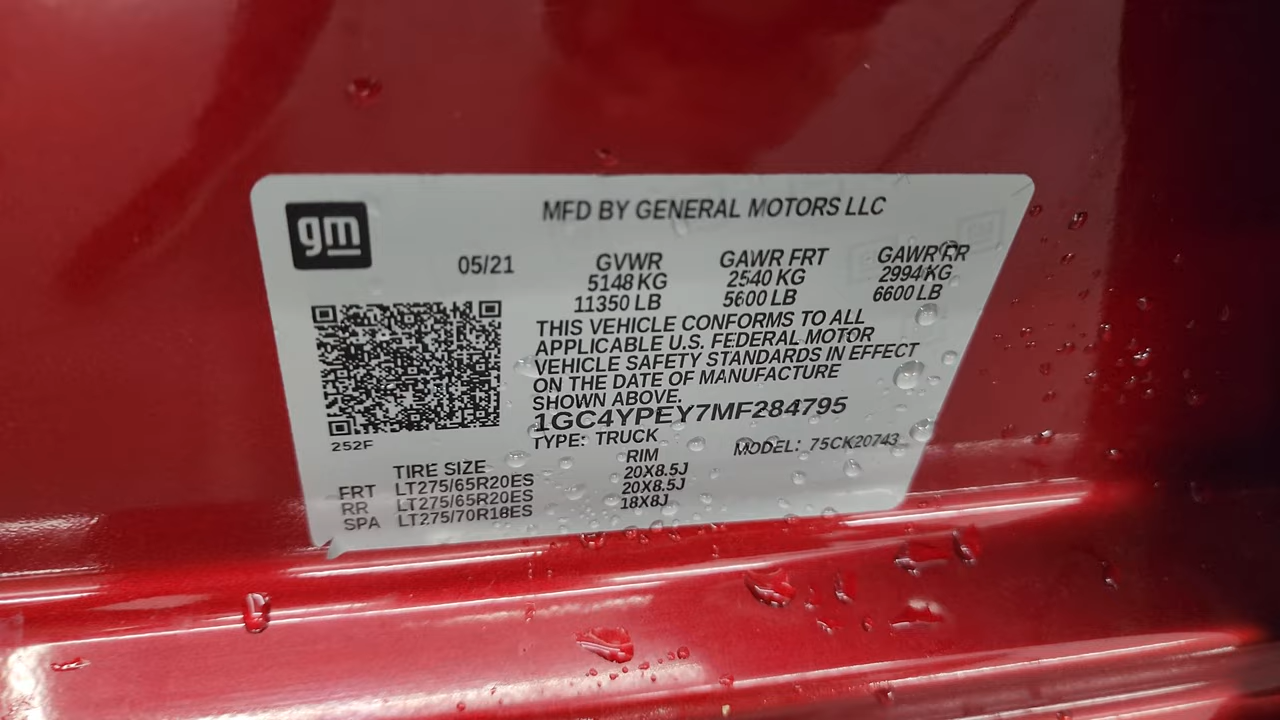 gm
MFD BY GENERAL MOTORS LLC
05/21
GVWR GAWR FRT GAWR RR
5148 KG 2540 KG 2994 KG
11350 LB 5600 LB 6600 LB
THIS VEHICLE CONFORMS TO ALL
APPLICABLE U.S. FEDERAL MOTOR
VEHICLE SAFETY STANDARDS IN EFFECT
ON THE DATE OF MANUFACTURE
SHOWN ABOVE.
1GC4YPEY7MF284795
TYPE: TRUCK MODEL: 75CK20743
252F
TIRE SIZE RIM
FRT LT275/65R20ES 20X8.5J
RR LT275/65R20ES 20X8.5J
SPA LT275/70R18ES 18X8J